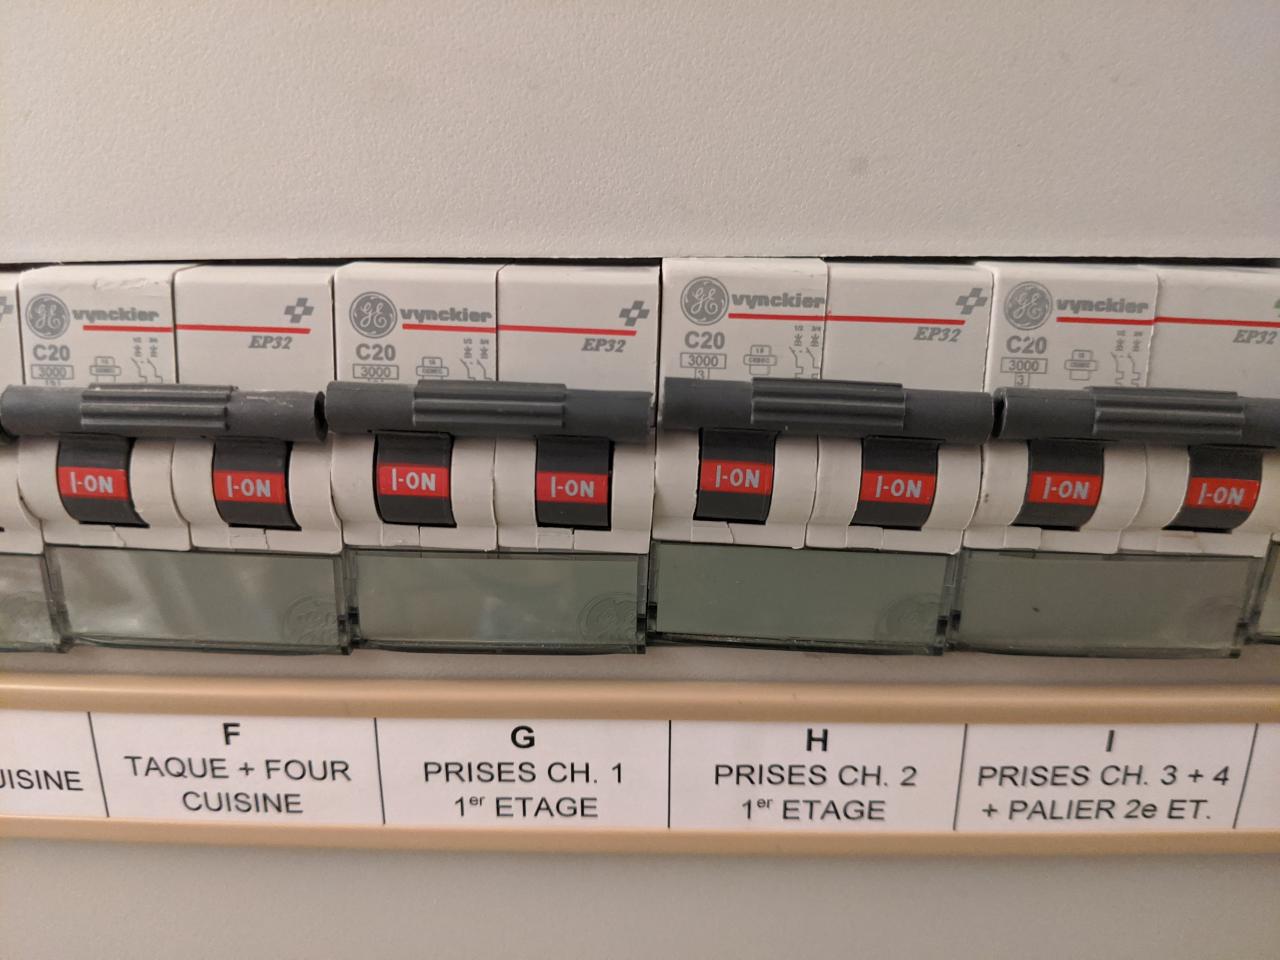 vynckier
C20
3000
EP32
vynckier
C20
3000
EP32
vynckier
C20
3000
3
EP32
vynckier
C20
3000
3
EP32
I-ON
I-ON
I-ON
I-ON
I-ON
I-ON
I-ON
I-ON
UISINE
F
TAQUE + FOUR
CUISINE
G
PRISES CH. 1
1er ETAGE
H
PRISES CH. 2
1er ETAGE
I
PRISES CH. 3 + 4
+ PALIER 2e ET.